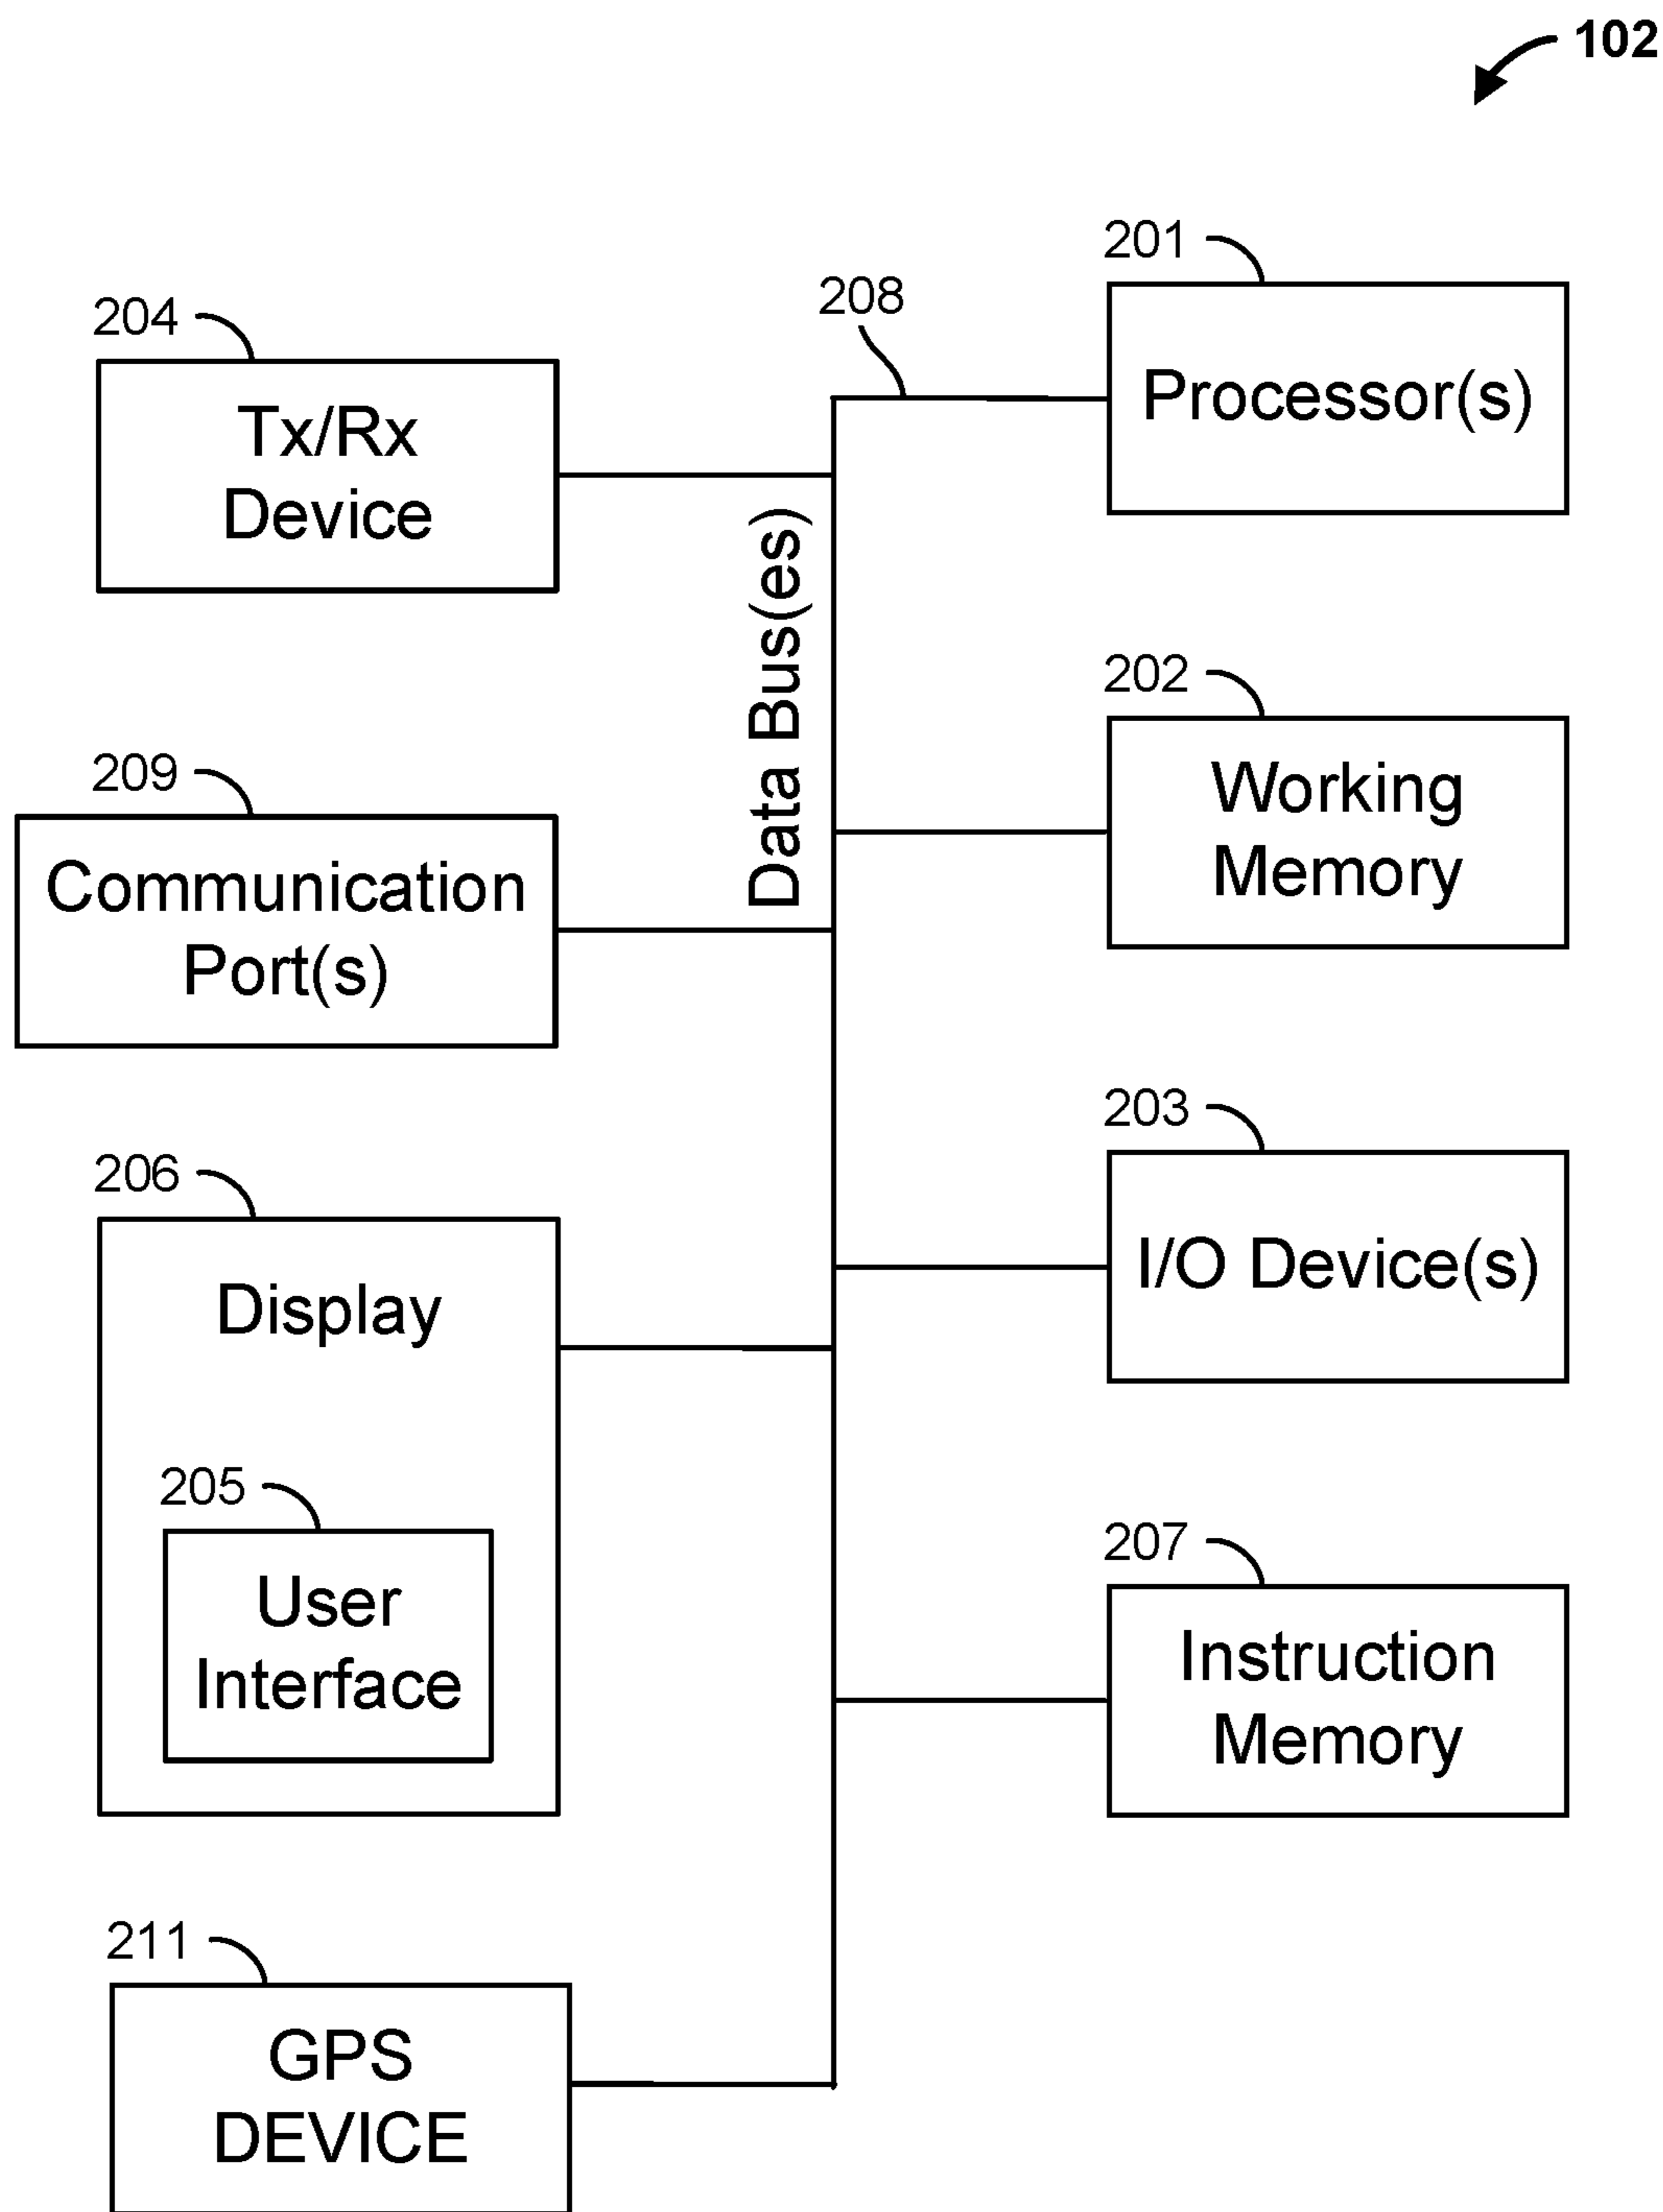 102
201
208
204
Processor(s)
Tx/Rx
Device
Data Bus(es)
202
209
Working
Memory
Communication
Port(s)
203
206
I/O Device(s)
Display
205
207
User
Interface
Instruction
Memory
211
GPS
DEVICE